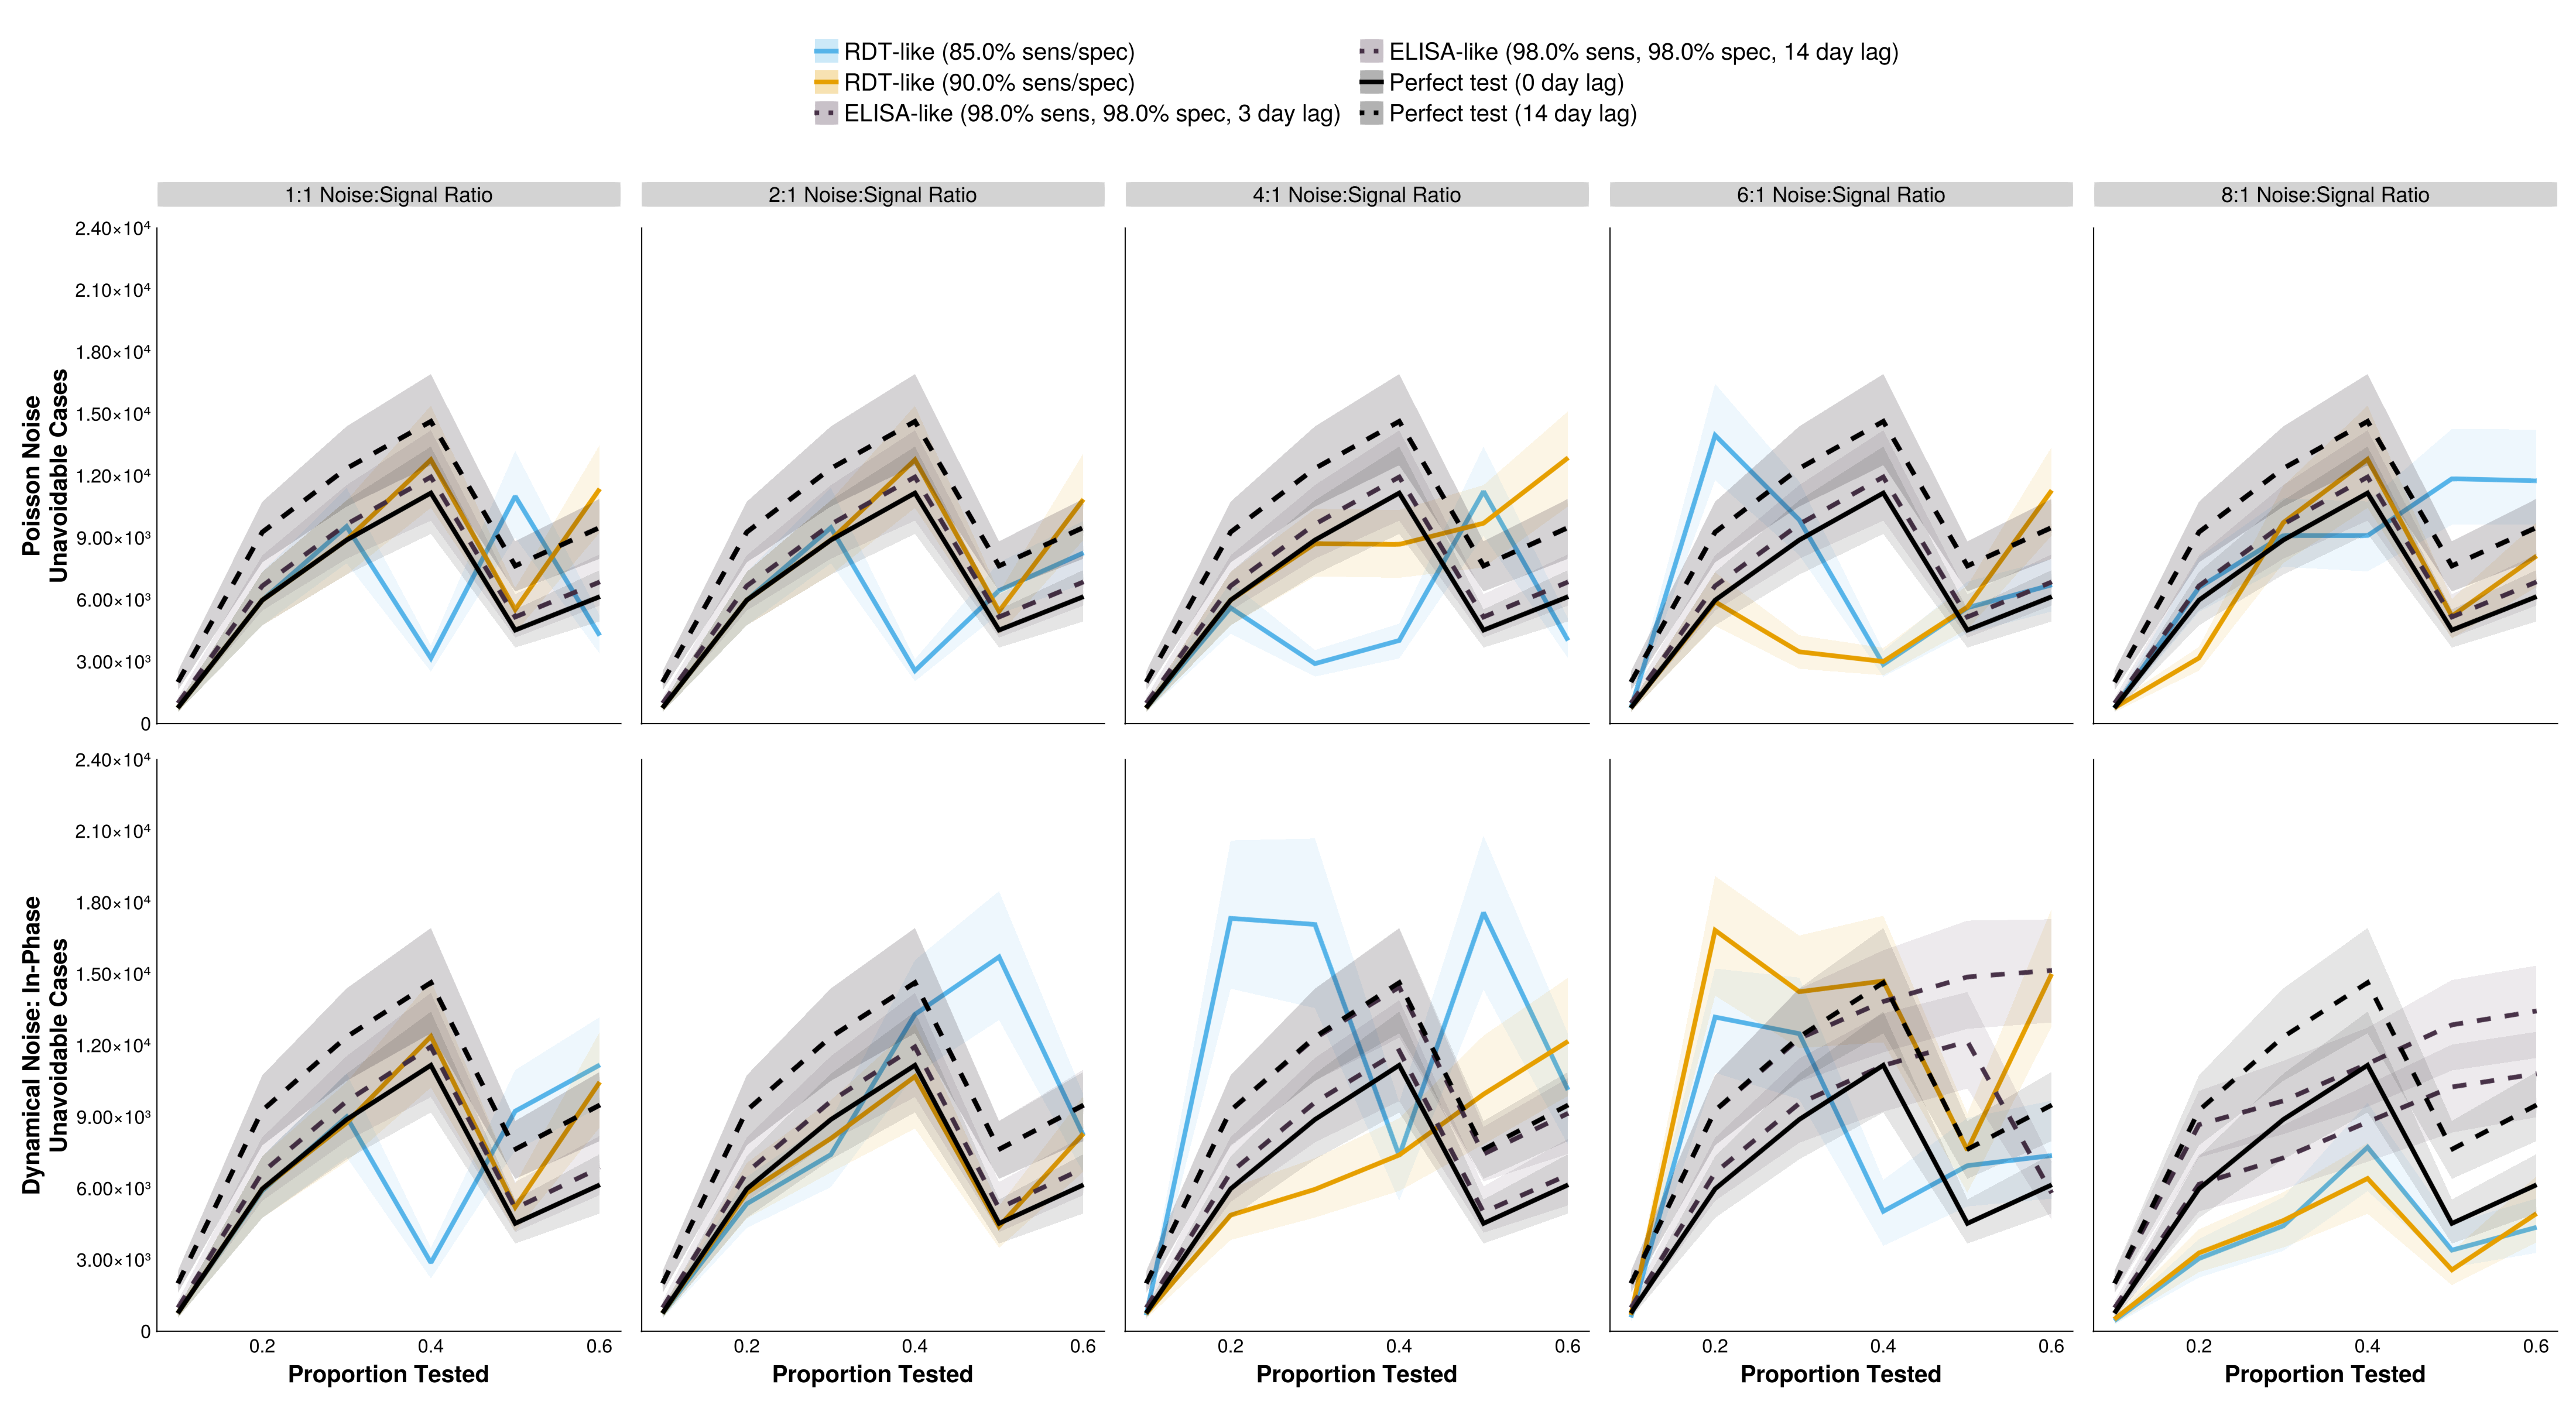 RDT-like (85.0% sens/spec)
RDT-like (90.0% sens/spec)
ELISA-like (98.0% sens, 98.0% spec, 3 day lag)
ELISA-like (98.0% sens, 98.0% spec, 14 day lag)
Perfect test (0 day lag)
Perfect test (14 day lag)
1:1 Noise:Signal Ratio
2:1 Noise:Signal Ratio
4:1 Noise:Signal Ratio
6:1 Noise:Signal Ratio
8:1 Noise:Signal Ratio
Poisson Noise
Unavoidable Cases
2.40×10⁴
2.10×10⁴
1.80×10⁴
1.50×10⁴
1.20×10⁴
9.00×10³
6.00×10³
3.00×10³
0
Dynamical Noise: In-Phase
Unavoidable Cases
2.40×10⁴
2.10×10⁴
1.80×10⁴
1.50×10⁴
1.20×10⁴
9.00×10³
6.00×10³
3.00×10³
0
0.2 0.4 0.6
0.2 0.4 0.6
0.2 0.4 0.6
0.2 0.4 0.6
0.2 0.4 0.6
Proportion Tested
Proportion Tested
Proportion Tested
Proportion Tested
Proportion Tested